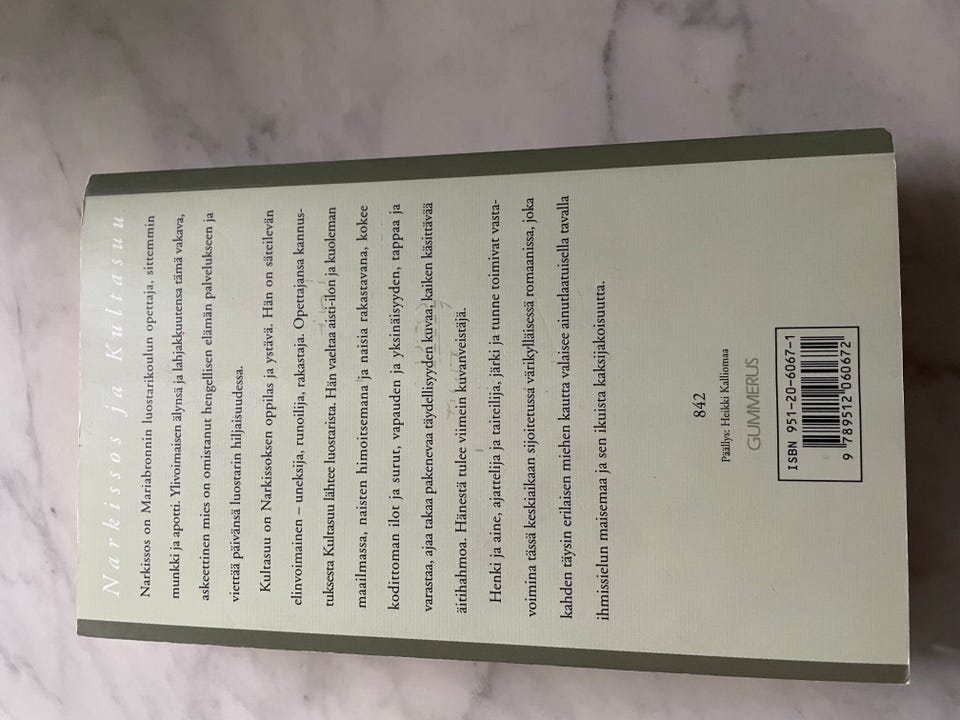 Narkissos ja Kultasuu
Narkissos on Mariabronnin luostarikoulun opettaja, sittemmin
munkki ja apotti. Ylivoimaisen älynsä ja lahjakkuutensa tämä vakava,
askeettinen mies on omistanut hengellisen elämän palvelukseen ja
viettää päivänsä luostarin hiljaisuudessa.
Kultasuu on Narkissoksen oppilas ja ystävä. Hän on säteilevän
elinvoimainen – uneksija, runoilija, rakastaja. Opettajansa kannus-
tuksesta Kultasuu lähtee luostarista. Hän vaeltaa aisti-ilon ja kuoleman
maailmassa, naisten himoitsemana ja naisia rakastavana, kokee
kodittoman ilot ja surut, vapauden ja yksinäisyyden, tappaa ja
varastaa, ajaa takaa pakenevaa täydellisyyden kuvaa, kaiken käsittävää
äitihahmoa. Hänestä tulee viimein kuvanveistäjä.
Henki ja aine, ajattelija ja taiteilija, järki ja tunne toimivat vasta-
voimina tässä keskiaikaan sijoitetussa värikylläisessä romaanissa, joka
kahden täysin erilaisen miehen kautta valaisee ainutlaatuisella tavalla
ihmissielun maisemaa ja sen ikuista kaksijakoisuutta.
842
Päällys: Heikki Kalliomaa
GUMMERUS
ISBN 951-20-6067-1
9 789512 060672